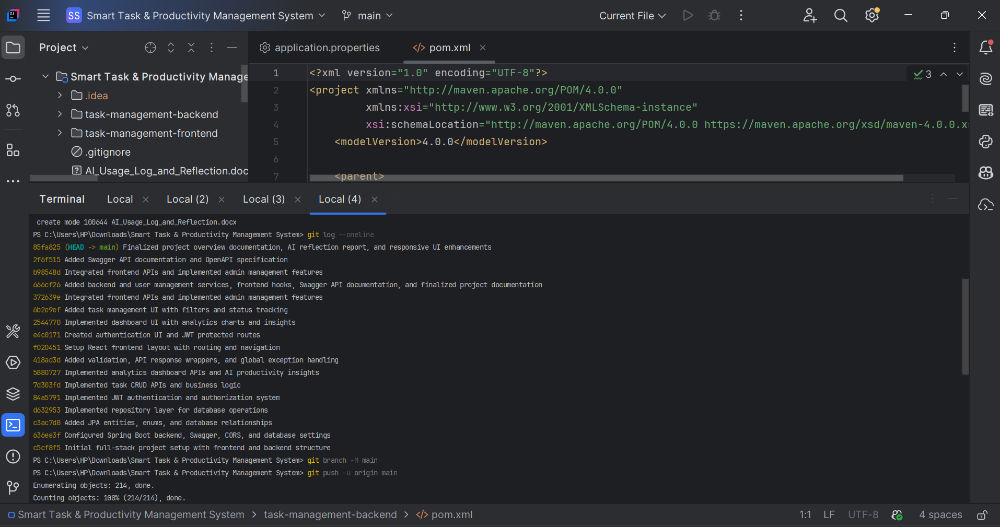 SS Smart Task & Productivity Management System main Current File
Project
application.properties
pom.xml
Smart Task & Productivity Manage
.idea
task-management-backend
task-management-frontend
.gitignore
AI_Usage_Log_and_Reflection.doc
3
1 <?xml version="1.0" encoding="UTF-8"?>
2 <project xmlns="http://maven.apache.org/POM/4.0.0"
3 xmlns:xsi="http://www.w3.org/2001/XMLSchema-instance"
4 xsi:schemaLocation="http://maven.apache.org/POM/4.0.0 https://maven.apache.org/xsd/maven-4.0.0.xs
5 <modelVersion>4.0.0</modelVersion>
6
7 <parent>
Terminal Local Local (2) Local (3) Local (4)
create mode 100644 AI_Usage_Log_and_Reflection.docx
PS C:\Users\HP\Downloads\Smart Task & Productivity Management System> git log --oneline
85fa825 (HEAD -> main) Finalized project overview documentation, AI reflection report, and responsive UI enhancements
2f6f515 Added Swagger API documentation and OpenAPI specification
b98548d Integrated frontend APIs and implemented admin management features
666cf26 Added backend and user management services, frontend hooks, Swagger API documentation, and finalized project documentation
372639e Integrated frontend APIs and implemented admin management features
6b2e9ef Added task management UI with filters and status tracking
2544770 Implemented dashboard UI with analytics charts and insights
e4c0171 Created authentication UI and JWT protected routes
f020451 Setup React frontend layout with routing and navigation
418ad3d Added validation, API response wrappers, and global exception handling
5880727 Implemented analytics dashboard APIs and AI productivity insights
7d303fd Implemented task CRUD APIs and business logic
84a5791 Implemented JWT authentication and authorization system
d632953 Implemented repository layer for database operations
c3ac7d8 Added JPA entities, enums, and database relationships
636ee3f Configured Spring Boot backend, Swagger, CORS, and database settings
c5cf8f5 Initial full-stack project setup with frontend and backend structure
PS C:\Users\HP\Downloads\Smart Task & Productivity Management System> git branch -M main
PS C:\Users\HP\Downloads\Smart Task & Productivity Management System> git push -u origin main
Enumerating objects: 214, done.
Counting objects: 100% (214/214), done.
Smart Task & Productivity Management System > task-management-backend > pom.xml 1:1 LF UTF-8 4 spaces